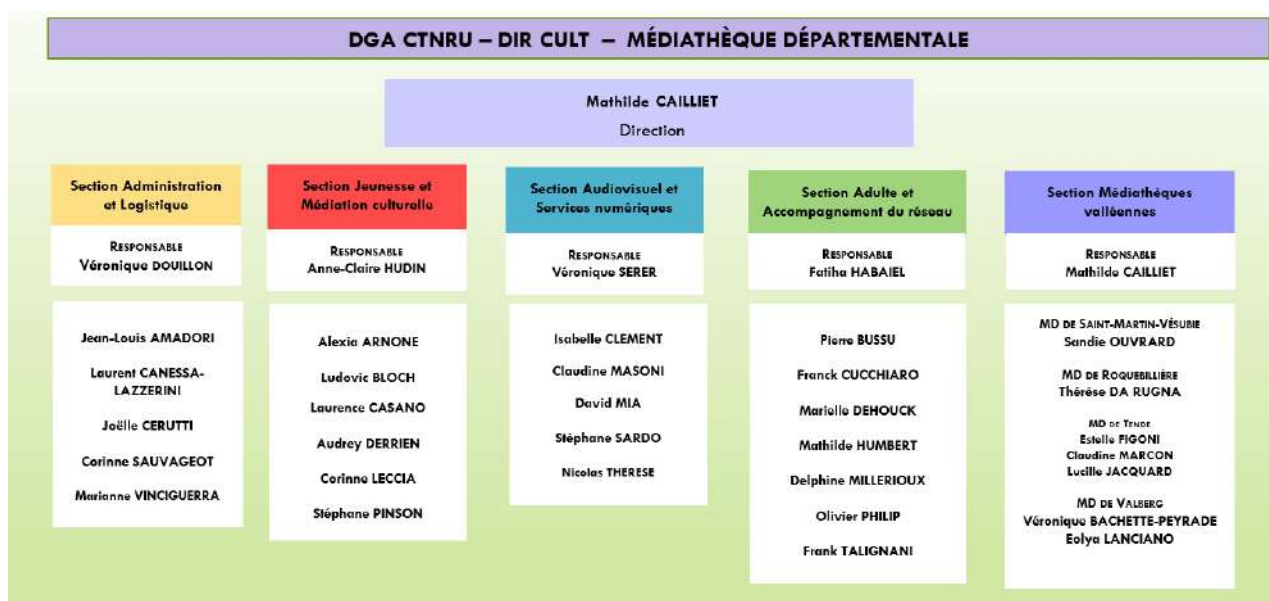 DGA CTNRU – DIR CULT – MÉDIATHÈQUE DÉPARTEMENTALE
Mathilde CAILLIET
Direction
Section Administration
et Logistique
RESPONSABLE
Véronique DOUILLON
Jean-Louis AMADORI
Laurent CANESSA-
LAZZERINI
Joëlle CERUTTI
Corinne SAUVAGEOT
Marianne VINCIGUERRA
Section Jeunesse et
Médiation culturelle
RESPONSABLE
Anne-Claire HUDIN
Alexia ARNONE
Ludovic BLOCH
Laurence CASANO
Audrey DERRIEN
Corinne LECCIA
Stéphane PINSON
Section Audiovisuel et
Services numériques
RESPONSABLE
Véronique SERER
Isabelle CLEMENT
Claudine MASONI
David MIA
Stéphane SARDO
Nicolas THERESE
Section Adulte et
Accompagnement du réseau
RESPONSABLE
Fatiha HABAIEL
Pierre BUSSU
Franck CUCCHIARO
Marielle DEHOUCK
Mathilde HUMBERT
Delphine MILLERIOUX
Olivier PHILIP
Frank TALIGNANI
Section Médiathèques
valléennes
RESPONSABLE
Mathilde CAILLIET
MD DE SAINT-MARTIN-VÉSUBIE
Sandie OUVRARD
MD DE ROQUEBILLIÈRE
Thérèse DA RUGNA
MD DE TENDE
Estelle FIGONI
Claudine MARCON
Lucille JACQUARD
MD DE VALBERG
Véronique BACHETTE-PEYRADE
Eolya LANCIANO